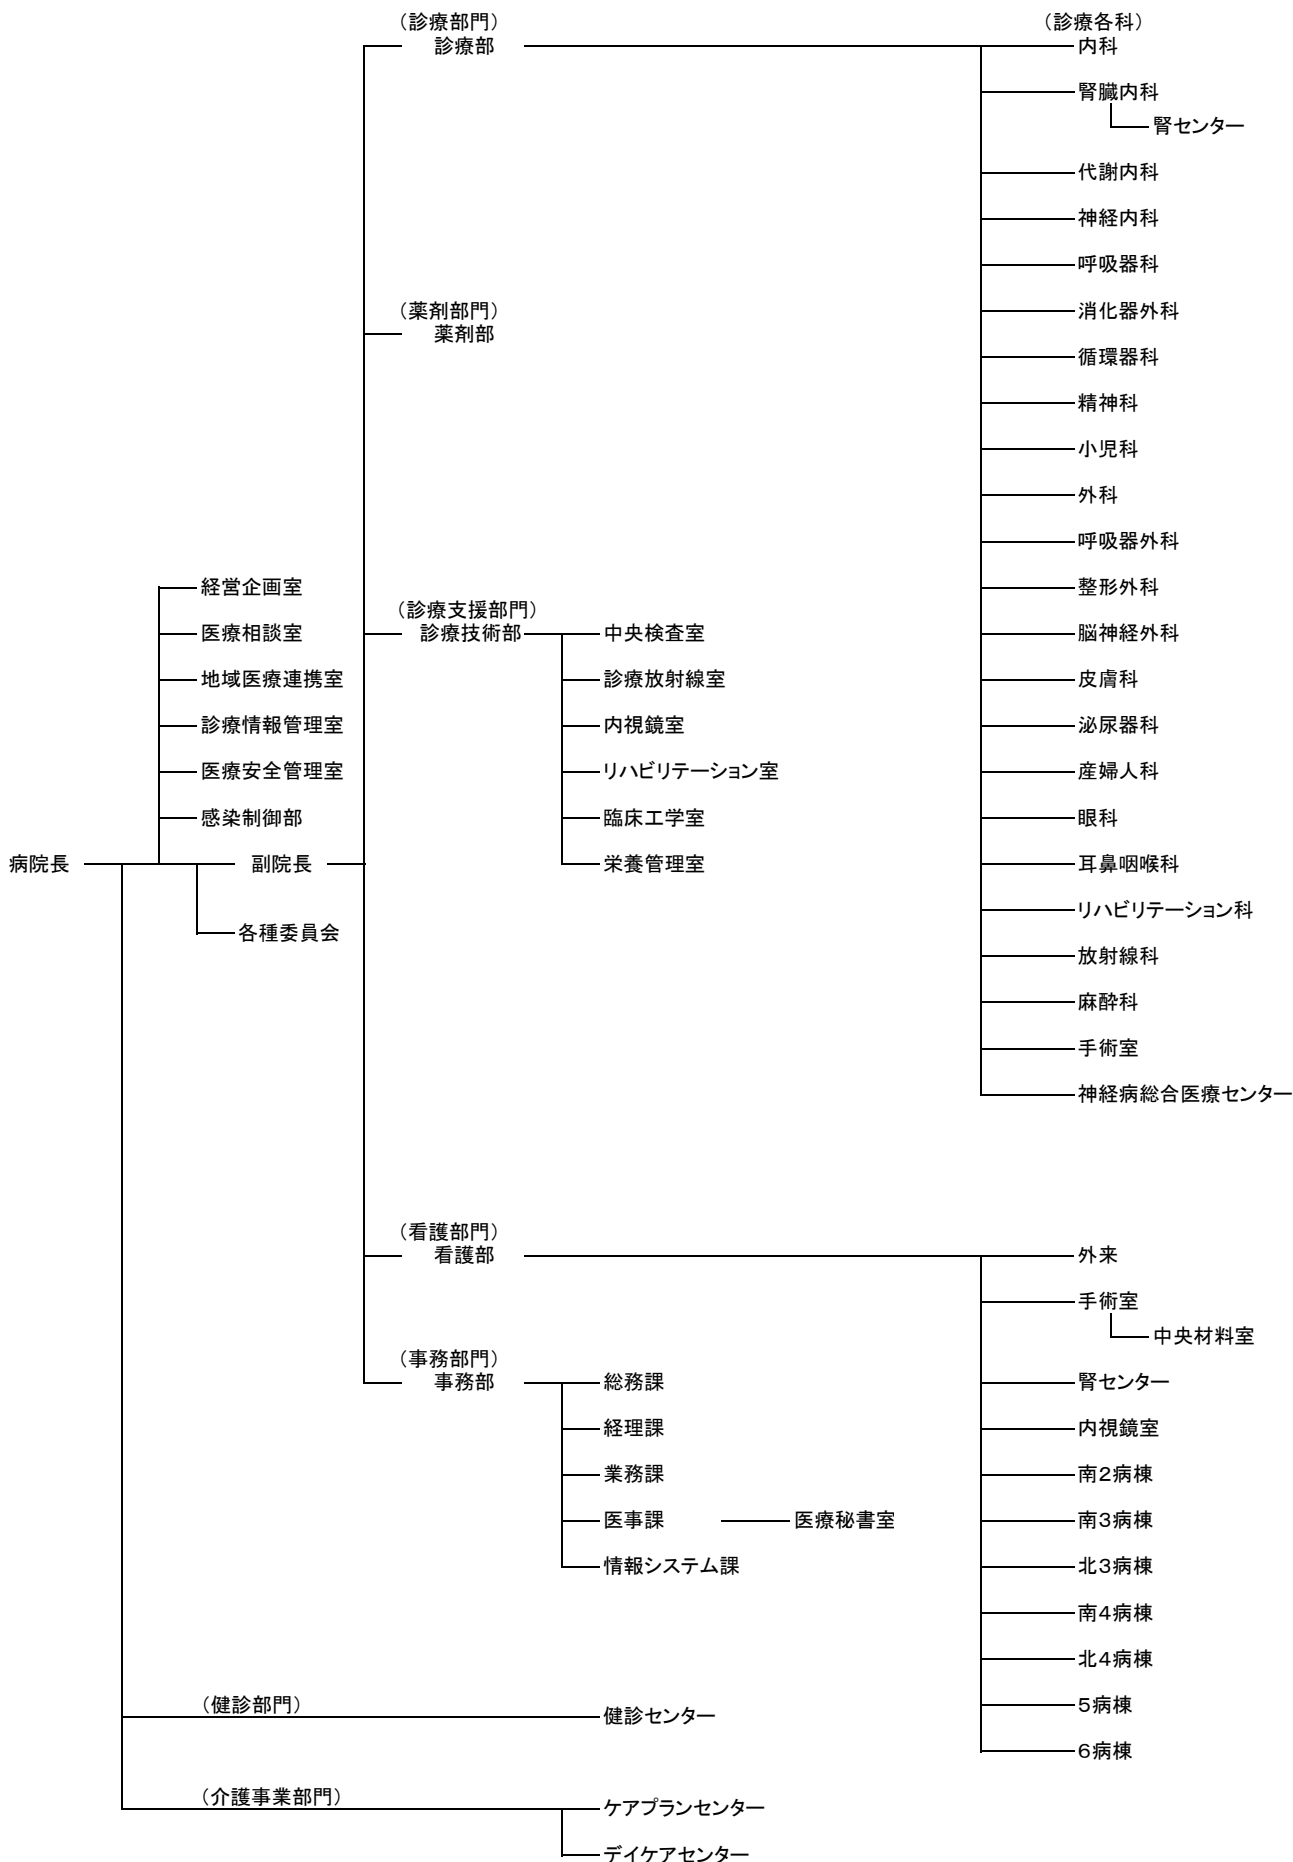 （診療部門）
診療部
（診療各科）
内科
腎臓内科
腎センター
代謝内科
神経内科
呼吸器科
消化器外科
循環器科
精神科
小児科
外科
呼吸器外科
整形外科
脳神経外科
皮膚科
泌尿器科
産婦人科
眼科
耳鼻咽喉科
リハビリテーション科
放射線科
麻酔科
手術室
神経病総合医療センター
（薬剤部門）
薬剤部
経営企画室
医療相談室
地域医療連携室
診療情報管理室
医療安全管理室
感染制御部
病院長
副院長
各種委員会
（診療支援部門）
診療技術部
中央検査室
診療放射線室
内視鏡室
リハビリテーション室
臨床工学室
栄養管理室
（看護部門）
看護部
外来
手術室
中央材料室
腎センター
内視鏡室
南２病棟
南３病棟
北３病棟
南４病棟
北４病棟
５病棟
６病棟
（事務部門）
事務部
総務課
経理課
業務課
医事課
医療秘書室
情報システム課
（健診部門）
健診センター
（介護事業部門）
ケアプランセンター
デイケアセンター